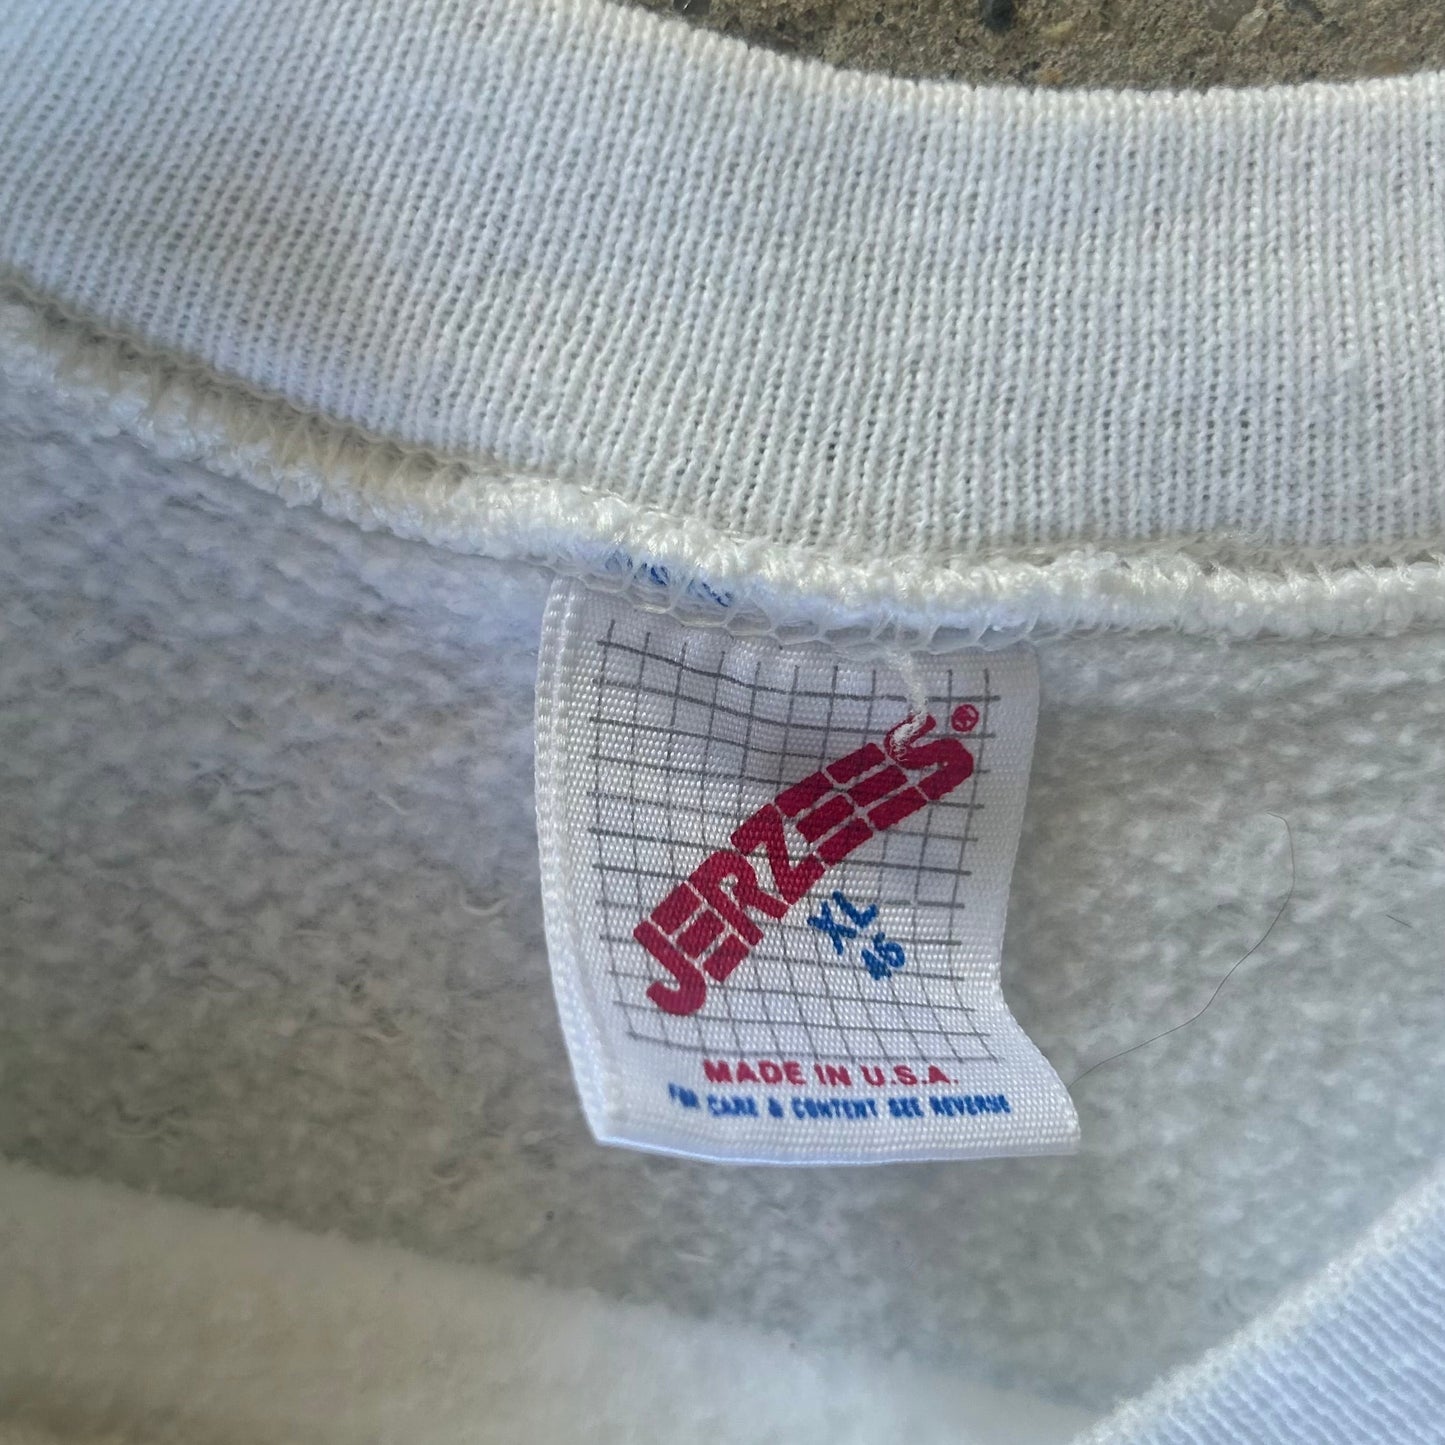 JERZEES®
XL
46
MADE IN U.S.A.
FOR CARE & CONTENT SEE REVERSE